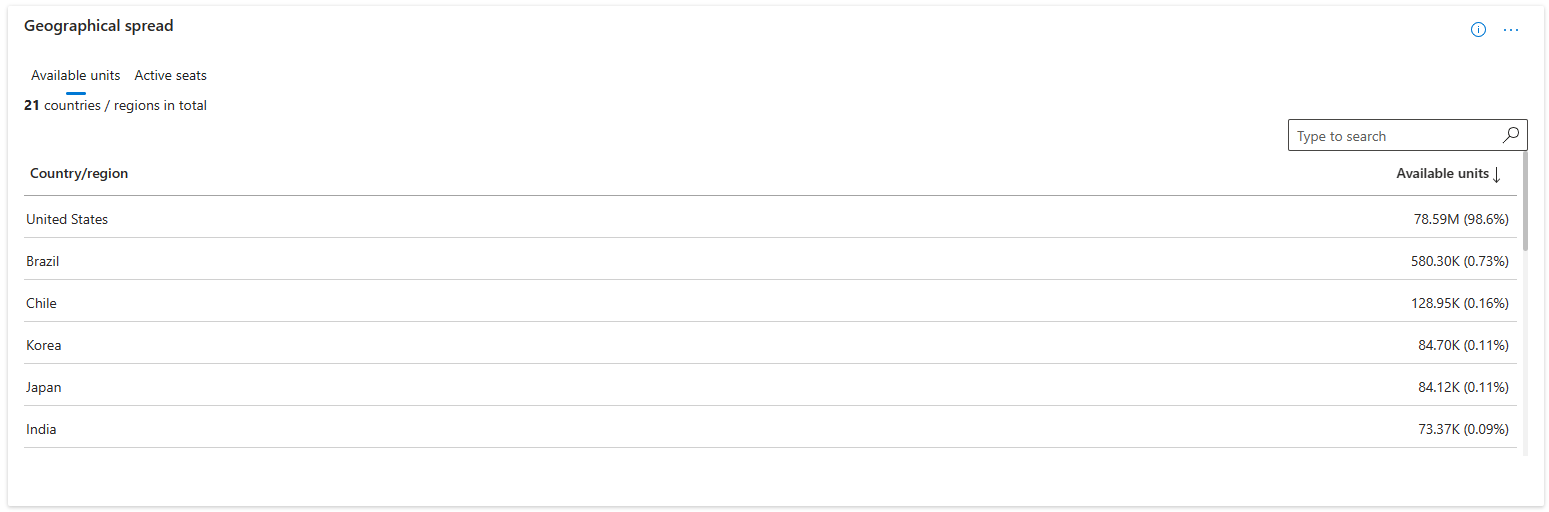 Geographical spread
Available units Active seats
21 countries / regions in total
Type to search
Country/region Available units
United States 78.59M (98.6%)
Brazil 580.30K (0.73%)
Chile 128.95K (0.16%)
Korea 84.70K (0.11%)
Japan 84.12K (0.11%)
India 73.37K (0.09%)